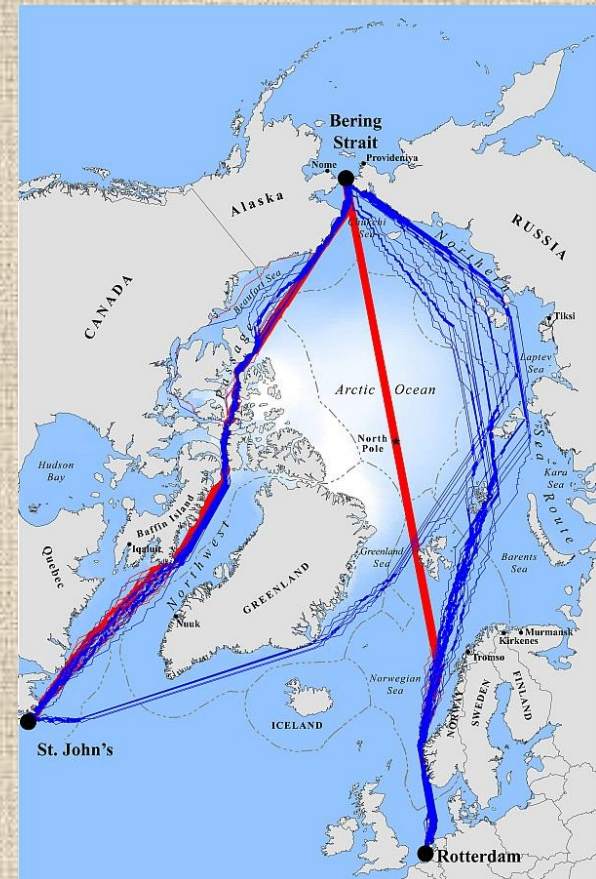 Bering
Strait
Nome
Provideniya
Alaska
Chukchi
Sea
Northern
RUSSIA
Beaufort Sea
CANADA
Tiksi
Laptev
Sea
Passage
Arctic Ocean
North
Pole
Hudson
Bay
Kara
Sea
Sea Route
Baffin Island
Iqaluit
Northwest
Greenland
Sea
Barents
Sea
Quebec
GREENLAND
Nuuk
Murmansk
Kirkenes
Tromsø
Norwegian
Sea
NORWAY
SWEDEN
FINLAND
ICELAND
St. John's
Rotterdam